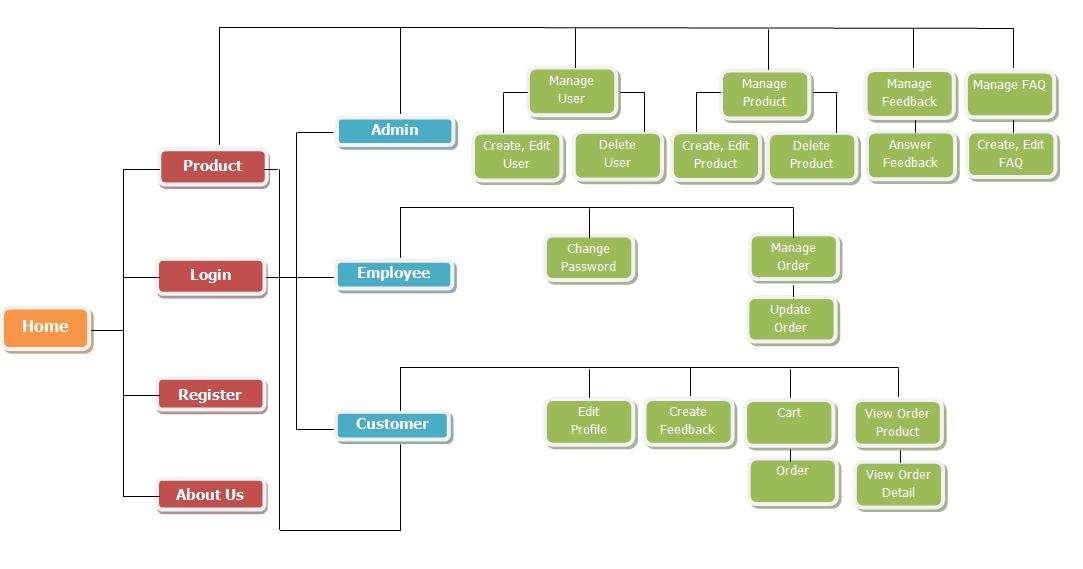 Manage
User
Manage
Product
Manage
Feedback
Manage FAQ
Admin
Create, Edit
User
Delete
User
Create, Edit
Product
Delete
Product
Answer
Feedback
Create, Edit
FAQ
Product
Login
Employee
Change
Password
Manage
Order
Update
Order
Home
Register
Customer
Edit
Profile
Create
Feedback
Cart
View Order
Product
Order
View Order
Detail
About Us